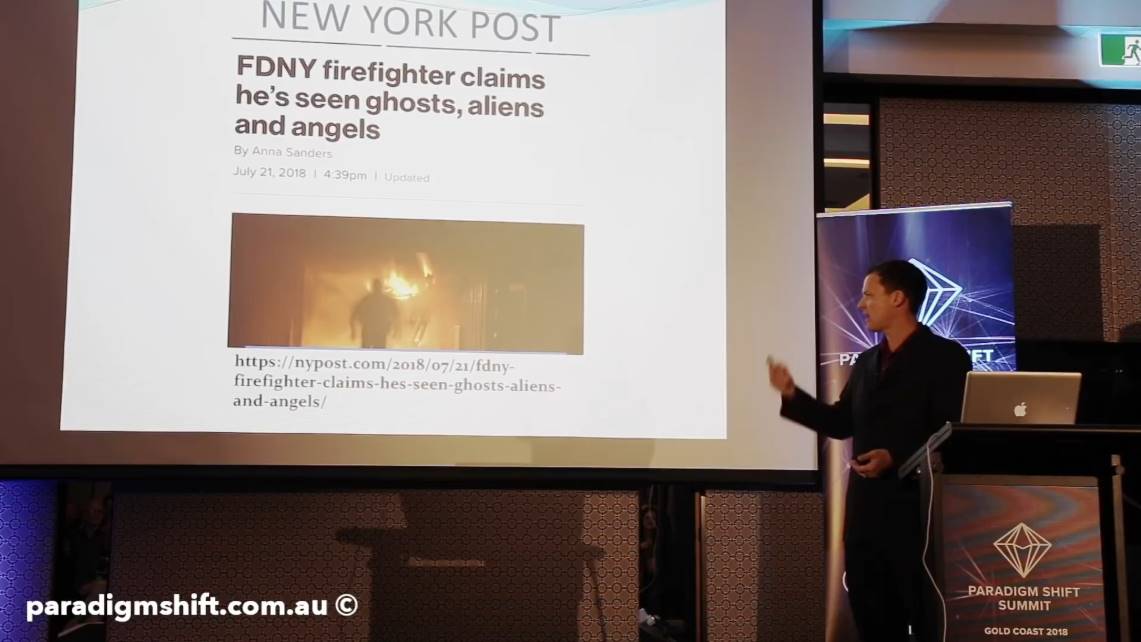 NEW YORK POST
FDNY firefighter claims
he's seen ghosts, aliens
and angels
By Anna Sanders
July 21, 2018 | 4:39pm | Updated
https://nypost.com/2018/07/21/fdny-
firefighter-claims-hes-seen-ghosts-aliens-
and-angels/
PARADIGM SHIFT
SUMMIT
GOLD COAST 2018
paradigmshift.com.au ©